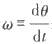 ω = dθ/dt